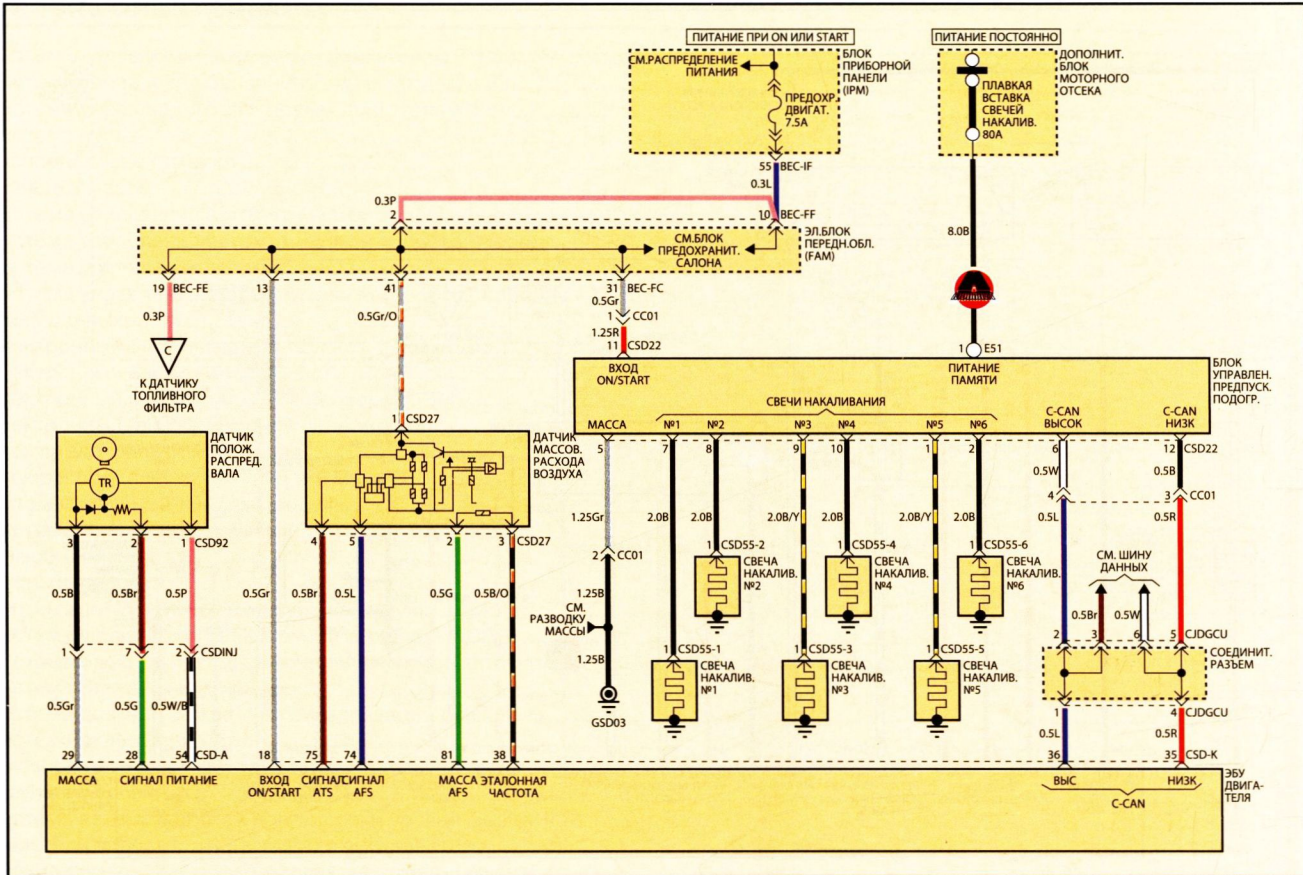 ПИТАНИЕ ПРИ ON ИЛИ START
ПИТАНИЕ ПОСТОЯННО
СМ.РАСПРЕДЕЛЕНИЕ
ПИТАНИЯ
ПРЕДОХР.
ДВИГАТ.
7.5A
БЛОК
ПРИБОРНОЙ
ПАНЕЛИ
(IPM)
ПЛАВКАЯ
ВСТАВКА
СВЕЧЕЙ
НАКАЛИВ.
80A
ДОПОЛНИТ.
БЛОК
МОТОРНОГО
ОТСЕКА
55 BEC-IF
0.3L
0.3P
2
10 BEC-FF
8.0B
СМ.БЛОК
ПРЕДОХРАНИТ.
САЛОНА
ЭЛ.БЛОК
ПЕРЕДН.ОБЛ.
(FAM)
19 BEC-FE
13
41
31 BEC-FC
0.3P
0.5Gr/O
0.5Gr
1 CC01
1.25R
11 CSD22
1 E51
C
К ДАТЧИКУ
ТОПЛИВНОГО
ФИЛЬТРА
ВХОД
ON/START
ПИТАНИЕ
ПАМЯТИ
БЛОК
УПРАВЛЕН.
ПРЕДПУСК.
ПОДОГР.
СВЕЧИ НАКАЛИВАНИЯ
МАССА
№1
№2
№3
№4
№5
№6
C-CAN
ВЫСОК
C-CAN
НИЗК
1 CSD27
5
7
8
9
10
1
2
6
12 CSD22
ДАТЧИК
ПОЛОЖ.
РАСПРЕД.
ВАЛА
TR
ДАТЧИК
МАССОВ.
РАСХОДА
ВОЗДУХА
0.5W
0.5B
4
3 CC01
1.25Gr
2.0B
2.0B
2.0B/Y
2.0B
2.0B/Y
2.0B
0.5L
0.5R
3
2
1 CSD92
4
5
2
3 CSD27
2 CC01
1 CSD55-2
1 CSD55-4
1 CSD55-6
СВЕЧА
НАКАЛИВ.
№2
СВЕЧА
НАКАЛИВ.
№4
СВЕЧА
НАКАЛИВ.
№6
СМ. ШИНУ
ДАННЫХ
0.5B
0.5Br
0.5P
0.5Gr
0.5Br
0.5L
0.5G
0.5B/O
1.25B
СМ.
РАЗВОДКУ
МАССЫ
1.25B
GSD03
0.5Br
0.5W
2
3
6
5 CJDGCU
1
7
2 CSDINJ
1 CSD55-1
1 CSD55-3
1 CSD55-5
СВЕЧА
НАКАЛИВ.
№1
СВЕЧА
НАКАЛИВ.
№3
СВЕЧА
НАКАЛИВ.
№5
СОЕДИНИТ.
РАЗЪЕМ
0.5Gr
0.5G
0.5W/B
1
4 CJDGCU
0.5L
0.5R
29
28
54 CSD-A
18
75
74
81
38
36
35 CSD-K
МАССА
СИГНАЛ
ПИТАНИЕ
ВХОД
ON/START
СИГНАЛ
ATS
СИГНАЛ
AFS
МАССА
AFS
ЭТАЛОННАЯ
ЧАСТОТА
ВЫС
НИЗК
C-CAN
ЭБУ
ДВИГА-
ТЕЛЯ